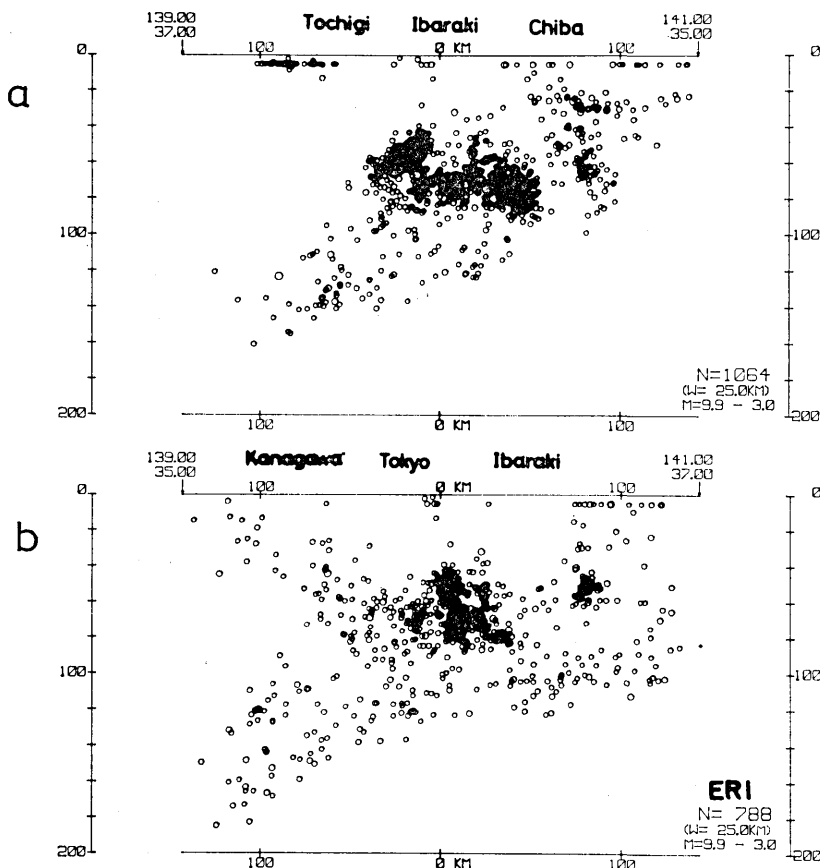 139.00
37.00
Tochigi Ibaraki Chiba
141.00
35.00
100 0 KM 100
a
0 0
100 100
200 200
N=1064
(W= 25.0KM)
M=9.9 - 3.0
100 0 KM 100
139.00
35.00
Kanagawa Tokyo Ibaraki
141.00
37.00
100 0 KM 100
b
0 0
100 100
200 200
ERI
N= 788
(W= 25.0KM)
M=9.9 - 3.0
100 0 KM 100